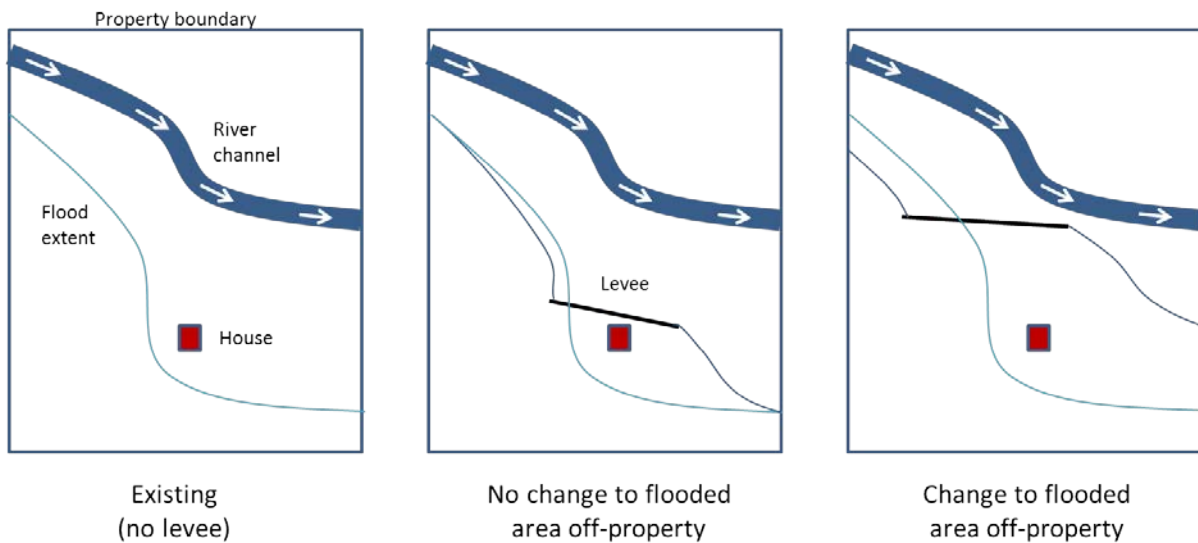 Property boundary
River
channel
Flood
extent
House
Levee
Existing
(no levee)
No change to flooded
area off-property
Change to flooded
area off-property